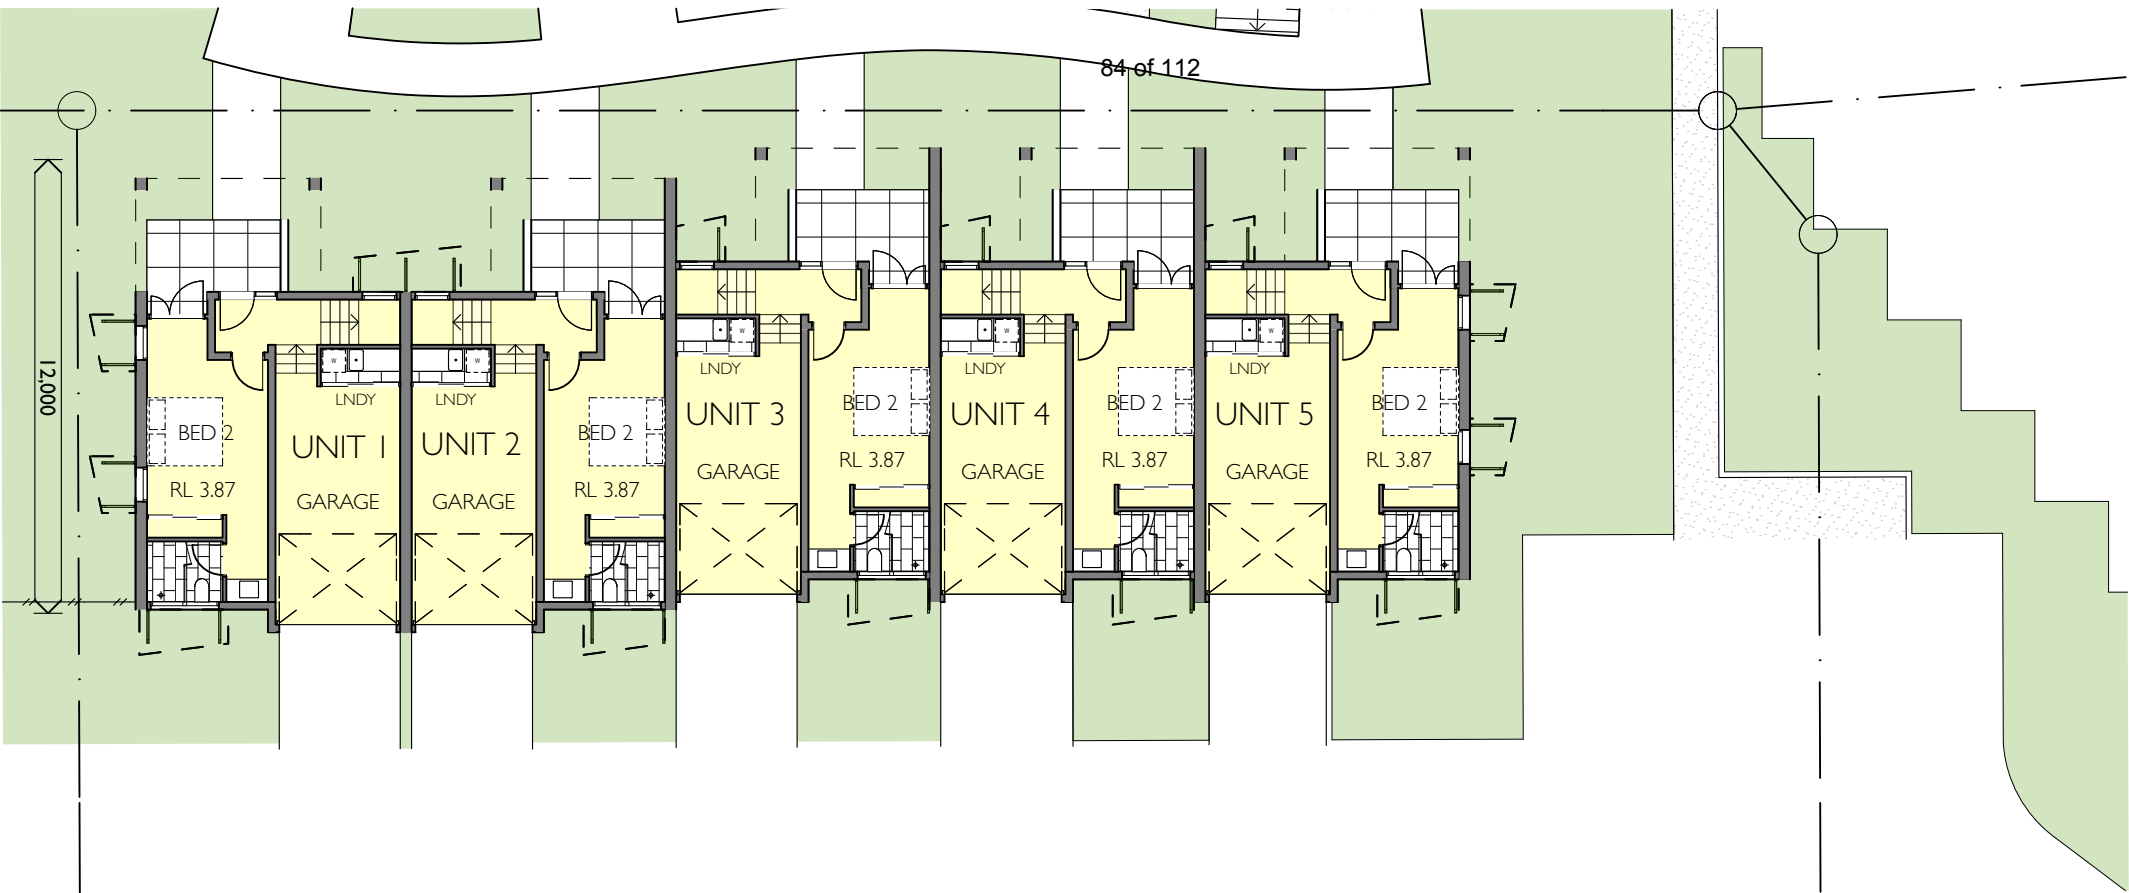 84 of 112
12,000
W
W
W
W
W
LNDY
LNDY
LNDY
LNDY
LNDY
BED 2
UNIT 1
UNIT 2
BED 2
UNIT 3
BED 2
UNIT 4
BED 2
UNIT 5
BED 2
RL 3.87
GARAGE
GARAGE
RL 3.87
GARAGE
RL 3.87
GARAGE
RL 3.87
GARAGE
RL 3.87